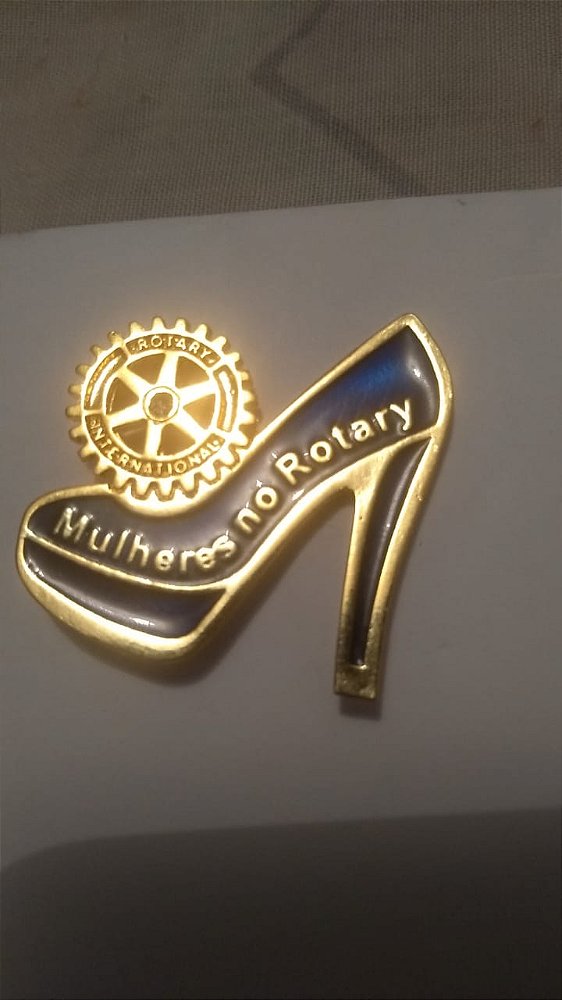 ROTARY
INTERNATIONAL
Mulheres no Rotary